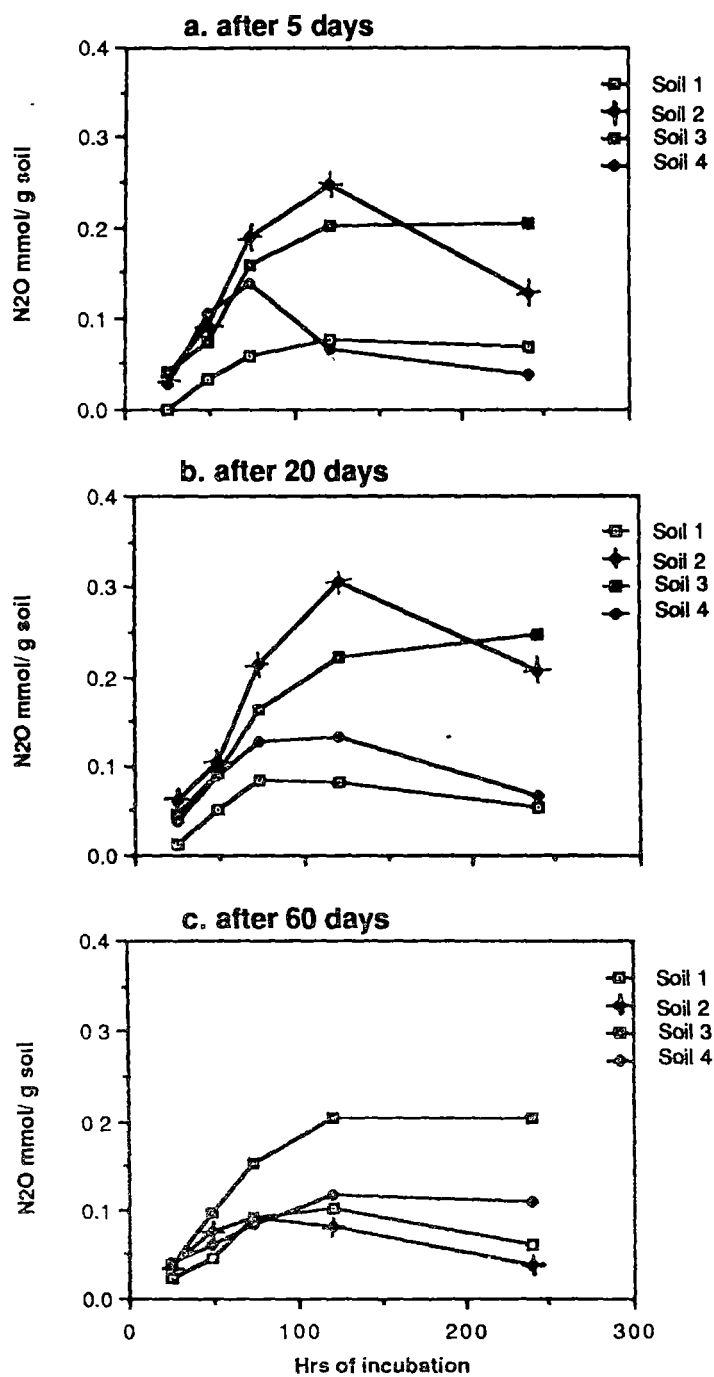 a. after 5 days
0.4
0.3
0.2
0.1
0.0
N2O mmol/ g soil
Soil 1
Soil 2
Soil 3
Soil 4
b. after 20 days
0.4
0.3
0.2
0.1
0.0
N2O mmol/ g soil
Soil 1
Soil 2
Soil 3
Soil 4
c. after 60 days
0.4
0 3
0.2
0.1
0.0
N2O mmol/ g soil
Soil 1
Soil 2
Soil 3
Soil 4
0 100 200 300
Hrs of incubation